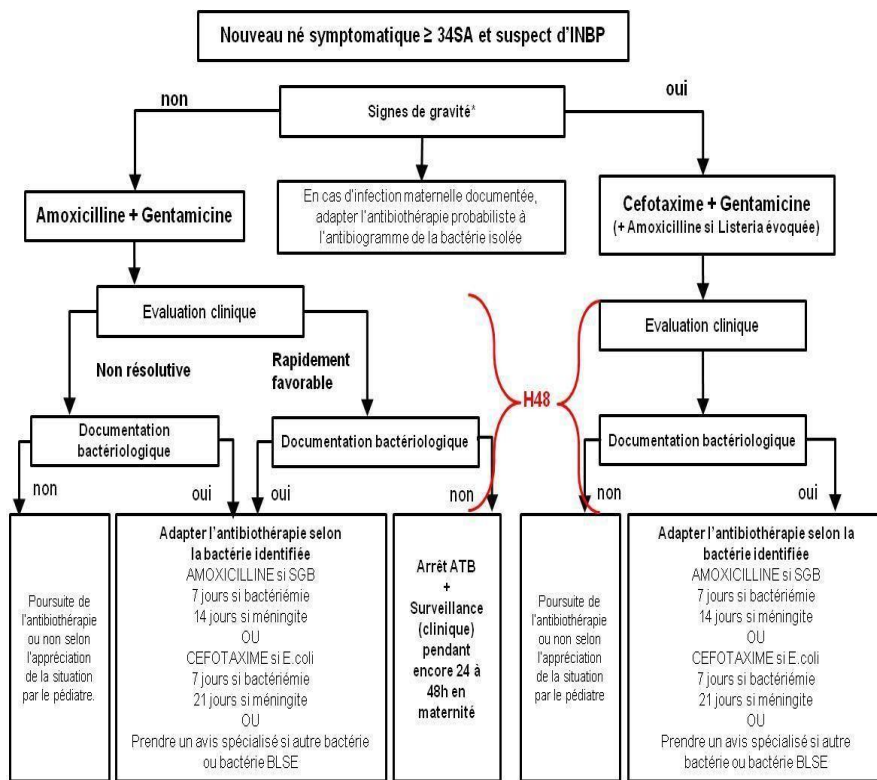 Nouveau né symptomatique ≥ 34SA et suspect d'INBP
non
oui
Signes de gravité*
Amoxicilline + Gentamicine
En cas d'infection maternelle documentée,
adapter l'antibiothérapie probabiliste à
l'antibiogramme de la bactérie isolée
Cefotaxime + Gentamicine
(+ Amoxicilline si Listeria évoquée)
Evaluation clinique
Evaluation clinique
Non résolutive
Rapidement
favorable
H48
Documentation
bactériologique
Documentation bactériologique
Documentation bactériologique
non
oui
oui
non
non
oui
Poursuite de
l'antibiothérapie
ou non selon
l'appréciation
de la situation
par le pédiatre.
Adapter l'antibiothérapie selon
la bactérie identifiée
AMOXICILLINE si SGB
7 jours si bactériémie
14 jours si méningite
OU
CEFOTAXIME si E.coli
7 jours si bactériémie
21 jours si méningite
OU
Prendre un avis spécialisé si autre bactérie
ou bactérie BLSE
Arrêt ATB
+
Surveillance
(clinique)
pendant
encore 24 à
48h en
maternité
Poursuite de
l'antibiothérapie
ou non selon
l'appréciation
de la situation
par le pédiatre
Adapter l'antibiothérapie selon la
bactérie identifiée
AMOXICILLINE si SGB
7 jours si bactériémie
14 jours si méningite
OU
CEFOTAXIME si E.coli
7 jours si bactériémie
21 jours si méningite
OU
Prendre un avis spécialisé si autre
bactérie ou bactérie BLSE